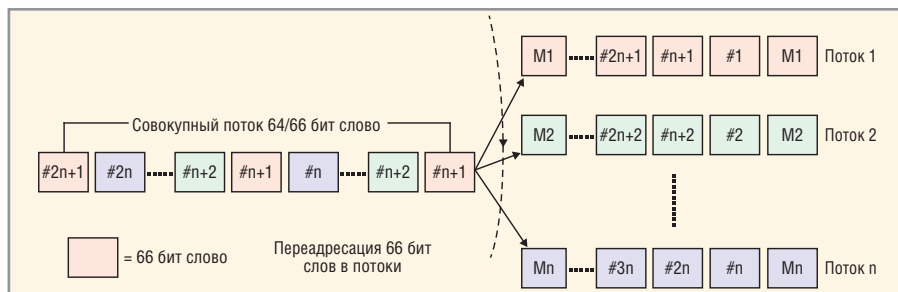 M1 #2n+1 #n+1 #1 M1 Поток 1
Совокупный поток 64/66 бит слово
M2 #2n+2 #n+2 #2 M2 Поток 2
#2n+1 #2n #n+2 #n+1 #n #n+2 #n+1
= 66 бит слово
Переадресация 66 бит
слов в потоки
Mn #3n #2n #n Mn Поток n